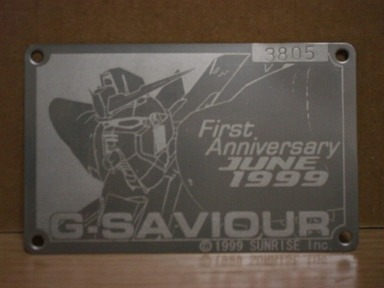 3805
First
Anniversary
JUNE
1999
G-SAVIOUR
© 1999 SUNRISE Inc.